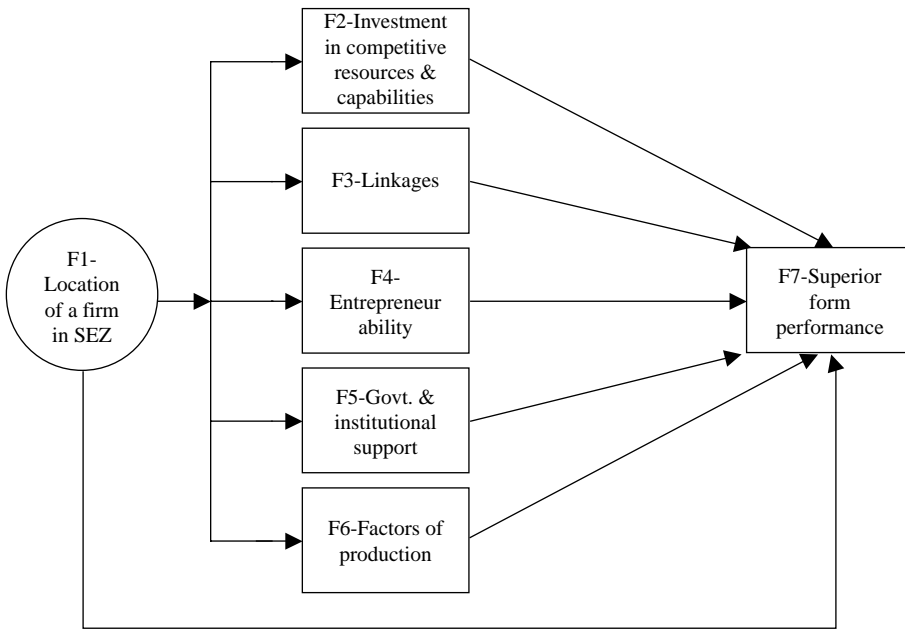 F1-
Location
of a firm
in SEZ
F2-Investment
in competitive
resources &
capabilities
F3-Linkages
F4-
Entrepreneur
ability
F5-Govt. &
institutional
support
F6-Factors of
production
F7-Superior
form
performance